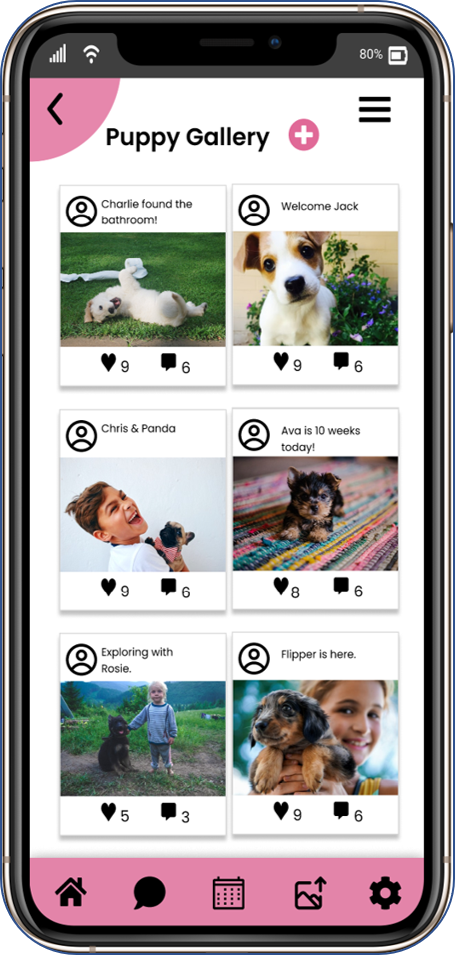 80%
Puppy Gallery
Charlie found the
bathroom!
9
6
Welcome Jack
9
6
Chris & Panda
9
6
Ava is 10 weeks
today!
8
6
Exploring with
Rosie.
5
3
Flipper is here.
9
6